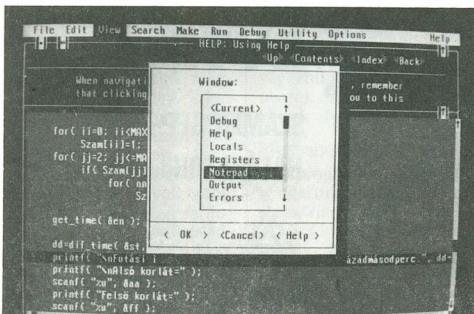 File Edit View Search Make Run Debug Utility Options Help
HELP: Using Help
<Up> <Contents> <Index> <Back>
When navigati
, remember
that clicking
ou to this
Window:
<Current>
Debug
Help
Locals
Registers
Notepad
Output
Errors
< OK > <Cancel> < Help >
for( ii=0; ii<MAX
Szam[ii]=1;
for( jj=2; jj<=MA
if( Szam[jj]
for( nn
Sz
get_time( &en );
dd=dif_time( &st,
printf( "\nFutási i
ázadmásodperc.", dd=
printf( "\nAlsó korlát=" );
scanf( "%u", &aa );
printf( "Felső korlát=" );
scanf( "%u", &ff );